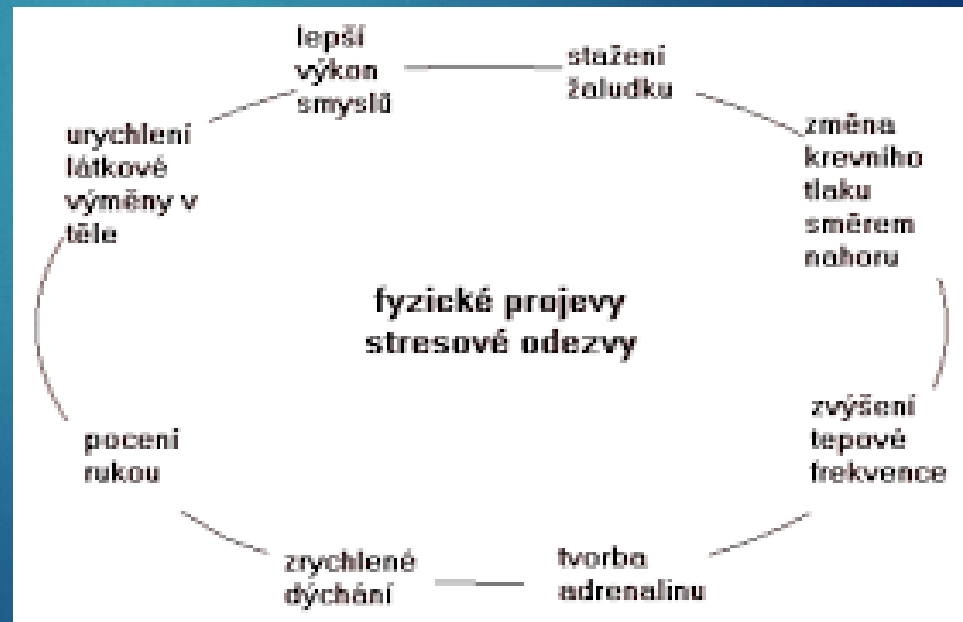 lepší
výkon
smyslů
stažení
žaludku
změna
krevního
tlaku
směrem
nahoru
zvýšení
tepové
frekvence
tvorba
adrenalinu
zrychlené
dýchání
pocení
rukou
urychlení
látkové
výměny v
těle
fyzické projevy
stresové odezvy